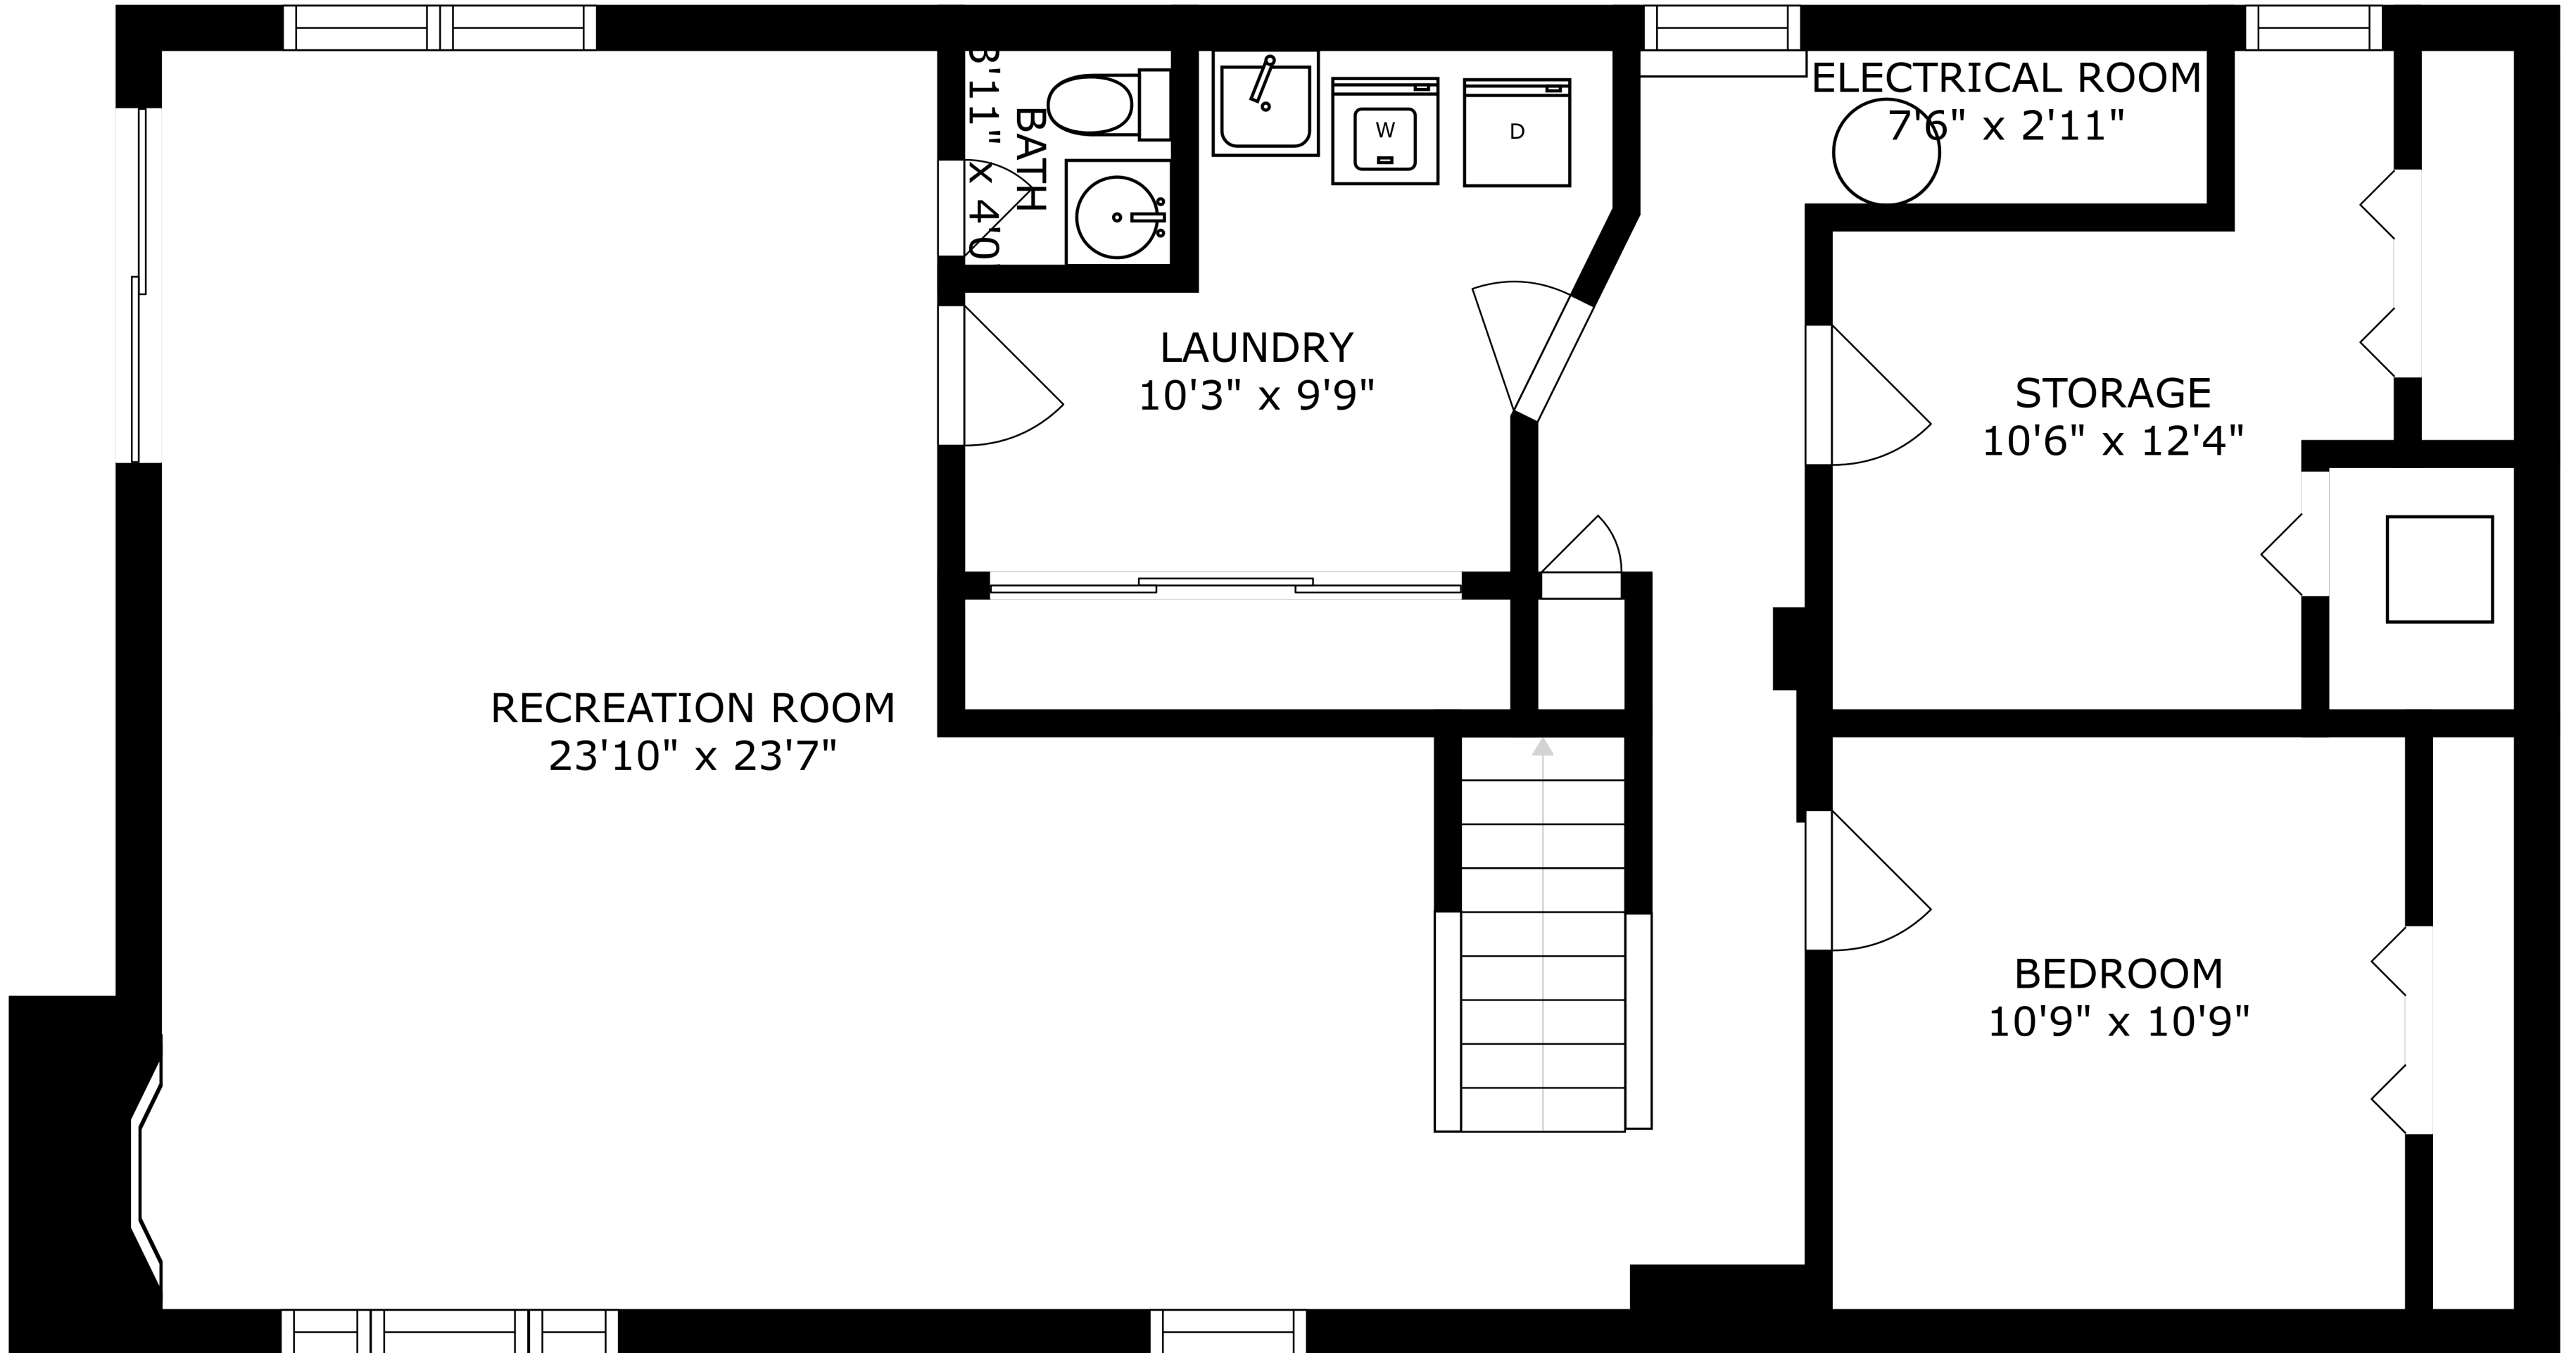 ELECTRICAL ROOM
7'6" x 2'11"
BATH
3'11" x 4'0
W
D
LAUNDRY
10'3" x 9'9"
STORAGE
10'6" x 12'4"
RECREATION ROOM
23'10" x 23'7"
BEDROOM
10'9" x 10'9"